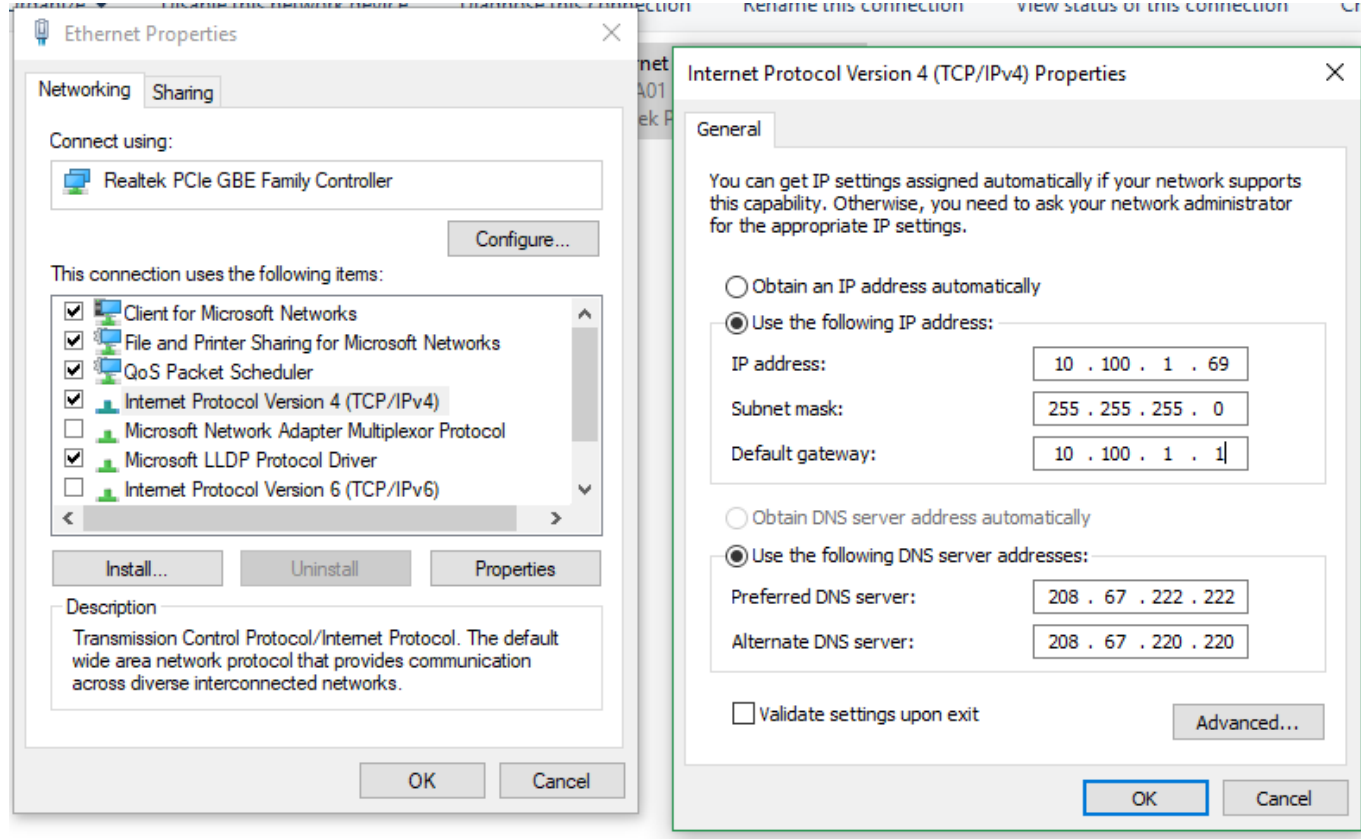 Disable this network device Diagnose this connection Rename this connection View status of this connection
Ethernet Properties
Networking Sharing
Connect using:
Realtek PCIe GBE Family Controller
Configure...
This connection uses the following items:
Client for Microsoft Networks
File and Printer Sharing for Microsoft Networks
QoS Packet Scheduler
Internet Protocol Version 4 (TCP/IPv4)
Microsoft Network Adapter Multiplexor Protocol
Microsoft LLDP Protocol Driver
Internet Protocol Version 6 (TCP/IPv6)
Install... Uninstall Properties
Description
Transmission Control Protocol/Internet Protocol. The default
wide area network protocol that provides communication
across diverse interconnected networks.
OK Cancel
Internet Protocol Version 4 (TCP/IPv4) Properties
General
You can get IP settings assigned automatically if your network supports
this capability. Otherwise, you need to ask your network administrator
for the appropriate IP settings.
Obtain an IP address automatically
Use the following IP address:
IP address: 10 . 100 . 1 . 69
Subnet mask: 255 . 255 . 255 . 0
Default gateway: 10 . 100 . 1 . 1
Obtain DNS server address automatically
Use the following DNS server addresses:
Preferred DNS server: 208 . 67 . 222 . 222
Alternate DNS server: 208 . 67 . 220 . 220
Validate settings upon exit
Advanced...
OK Cancel